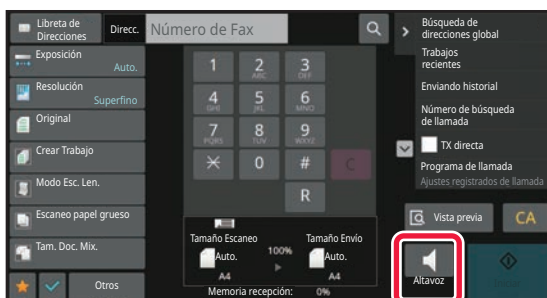 Libreta de
Direcciones
Direcc.
Número de Fax
Exposición
Auto.
Resolución
Superfino
Original
Crear Trabajo
Modo Esc. Len.
Escaneo papel grueso
Tam. Doc. Mix.
Otros
1
2
ABC
3
DEF
4
GHI
5
JKL
6
MNO
7
PQRS
8
TUV
9
WXYZ
0
#
C
R
Tamaño Escaneo
Auto.
A4
100%
Tamaño Envío
Auto.
A4
Memoria recepción: 0%
Búsqueda de
direcciones global
Trabajos
recientes
Enviando historial
Número de búsqueda
de llamada
TX directa
Programa de llamada
Ajustes registrados de llamada
Vista previa
CA
Altavoz